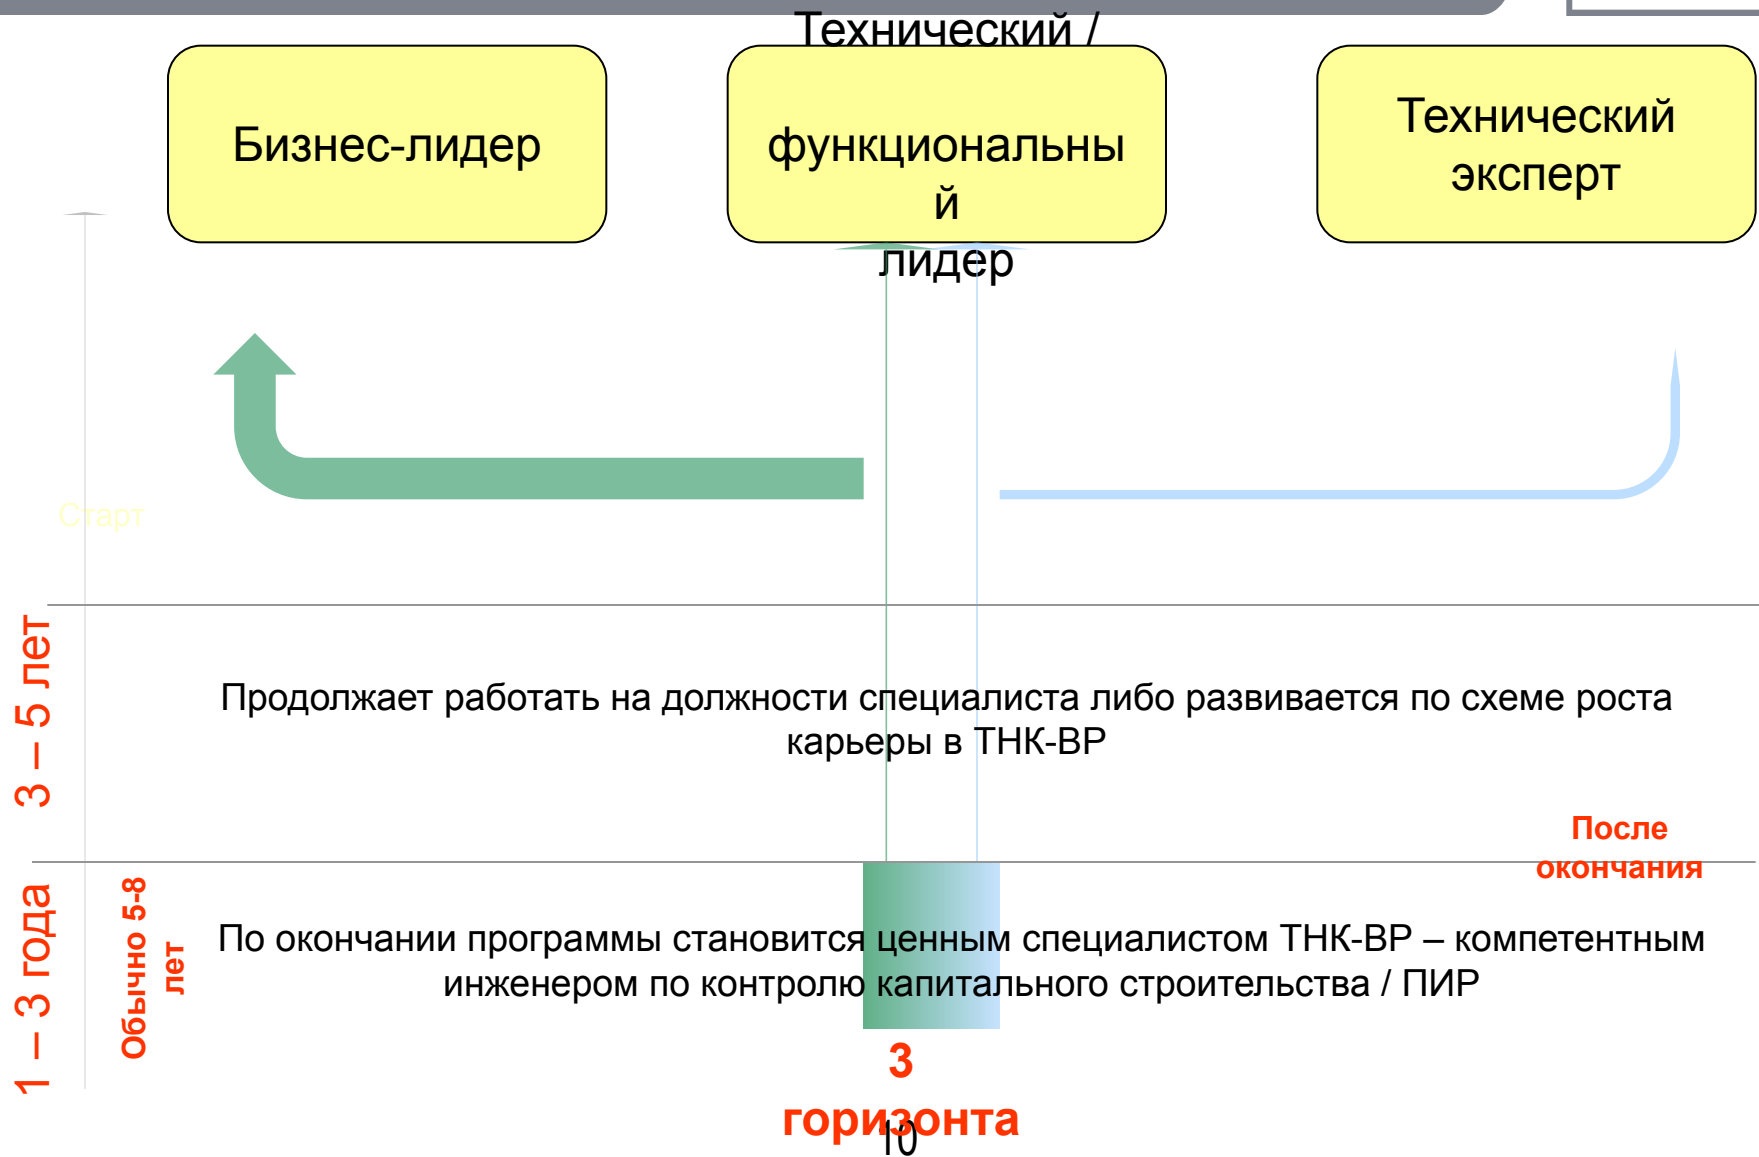 Технический /
Бизнес-лидер
функциональны
й
лидер
Технический
эксперт
Старт
3 – 5 лет
Продолжает работать на должности специалиста либо развивается по схеме роста
карьеры в ТНК-ВР
После
окончания
1 – 3 года
Обычно 5-8
лет
По окончании программы становится ценным специалистом ТНК-ВР – компетентным
инженером по контролю капитального строительства / ПИР
3
горизонта
10